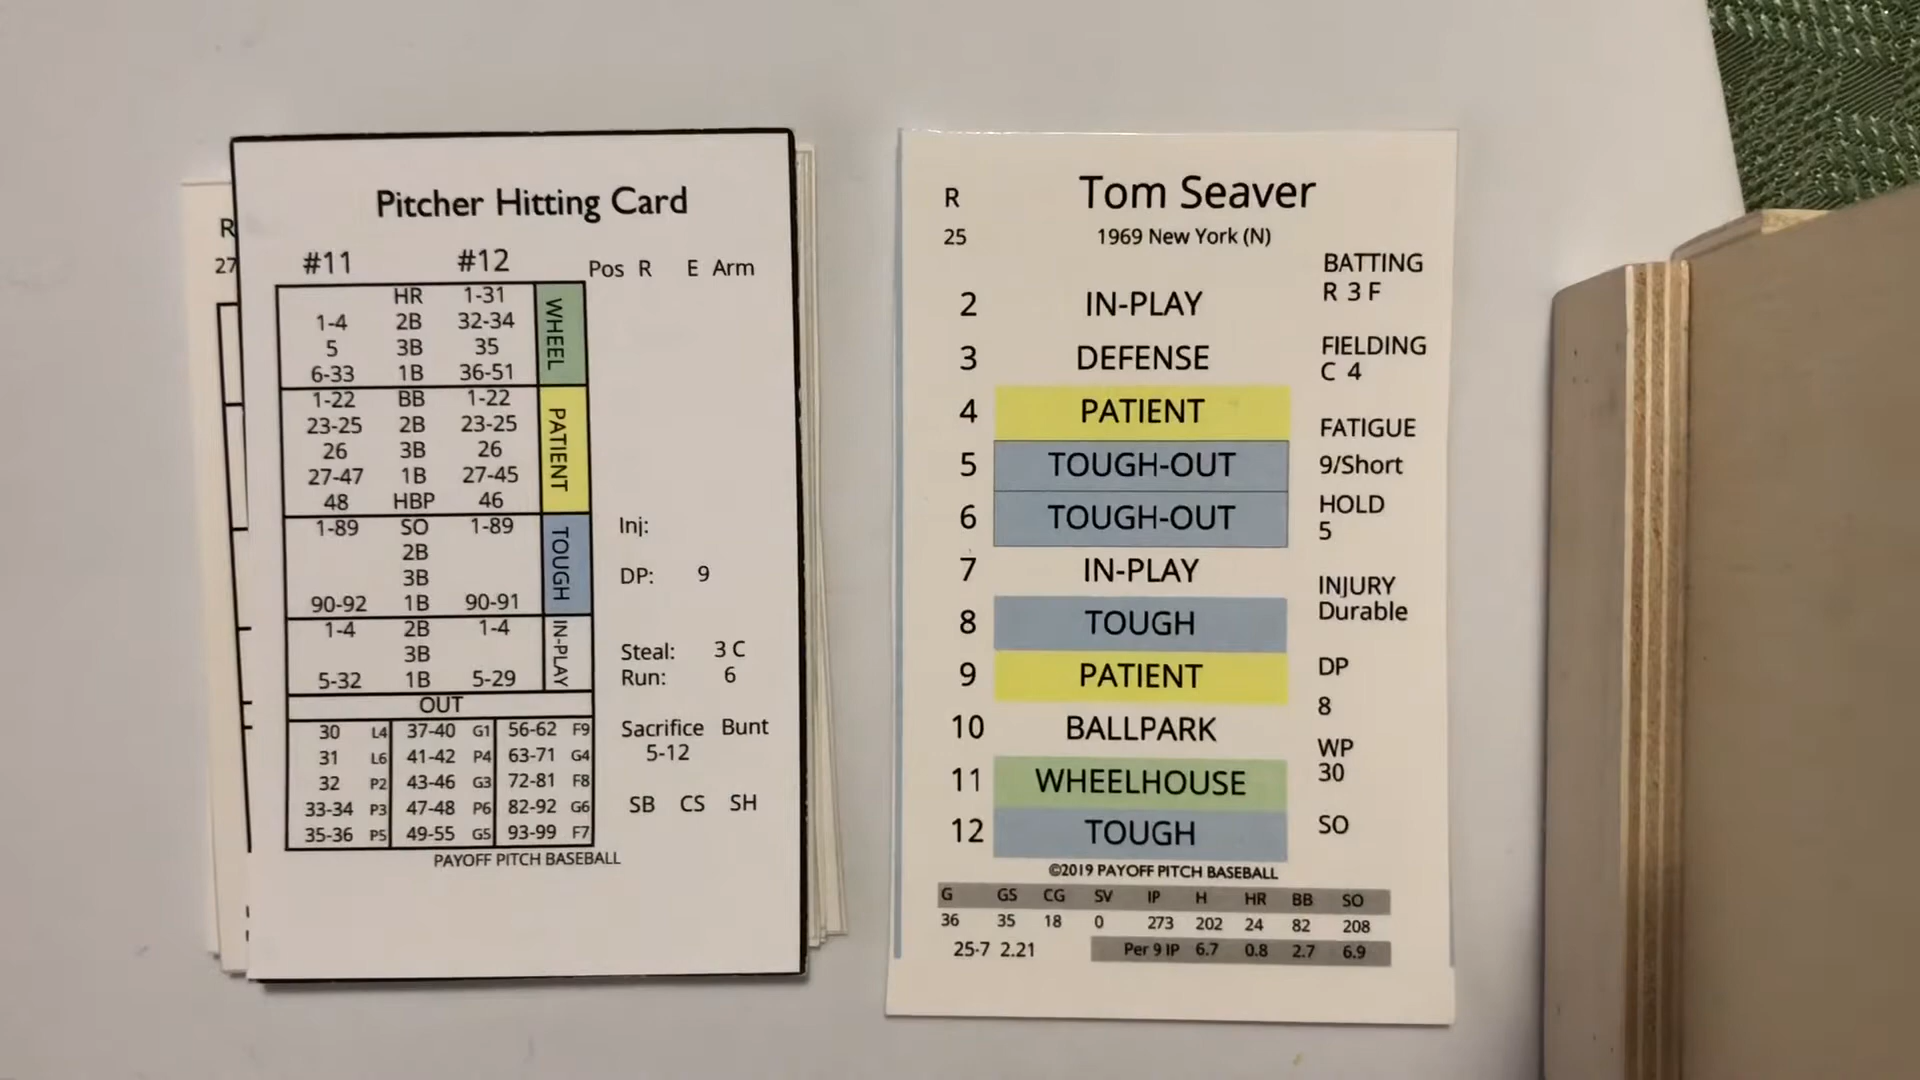 R
27
Pitcher Hitting Card
#11 #12 Pos R E Arm
HR 1-31
1-4 2B 32-34
5 3B 35
6-33 1B 36-51
WHEEL
1-22 BB 1-22
23-25 2B 23-25
26 3B 26
27-47 1B 27-45
48 HBP 46
PATIENT
1-89 SO 1-89
2B
3B
90-92 1B 90-91
TOUGH
1-4 2B 1-4
3B
5-32 1B 5-29
IN-PLAY
OUT
30 L4 37-40 G1 56-62 F9
31 L6 41-42 P4 63-71 G4
32 P2 43-46 G3 72-81 F8
33-34 P3 47-48 P6 82-92 G6
35-36 P5 49-55 G5 93-99 F7
PAYOFF PITCH BASEBALL
Inj:
DP: 9
Steal: 3 C
Run: 6
Sacrifice Bunt
5-12
SB CS SH
R Tom Seaver
25 1969 New York (N)
2 IN-PLAY
3 DEFENSE
4 PATIENT
5 TOUGH-OUT
6 TOUGH-OUT
7 IN-PLAY
8 TOUGH
9 PATIENT
10 BALLPARK
11 WHEELHOUSE
12 TOUGH
BATTING
R 3 F
FIELDING
C 4
FATIGUE
9/Short
HOLD
5
INJURY
Durable
DP
8
WP
30
SO
©2019 PAYOFF PITCH BASEBALL
G GS CG SV IP H HR BB SO
36 35 18 0 273 202 24 82 208
25-7 2.21 Per 9 IP 6.7 0.8 2.7 6.9